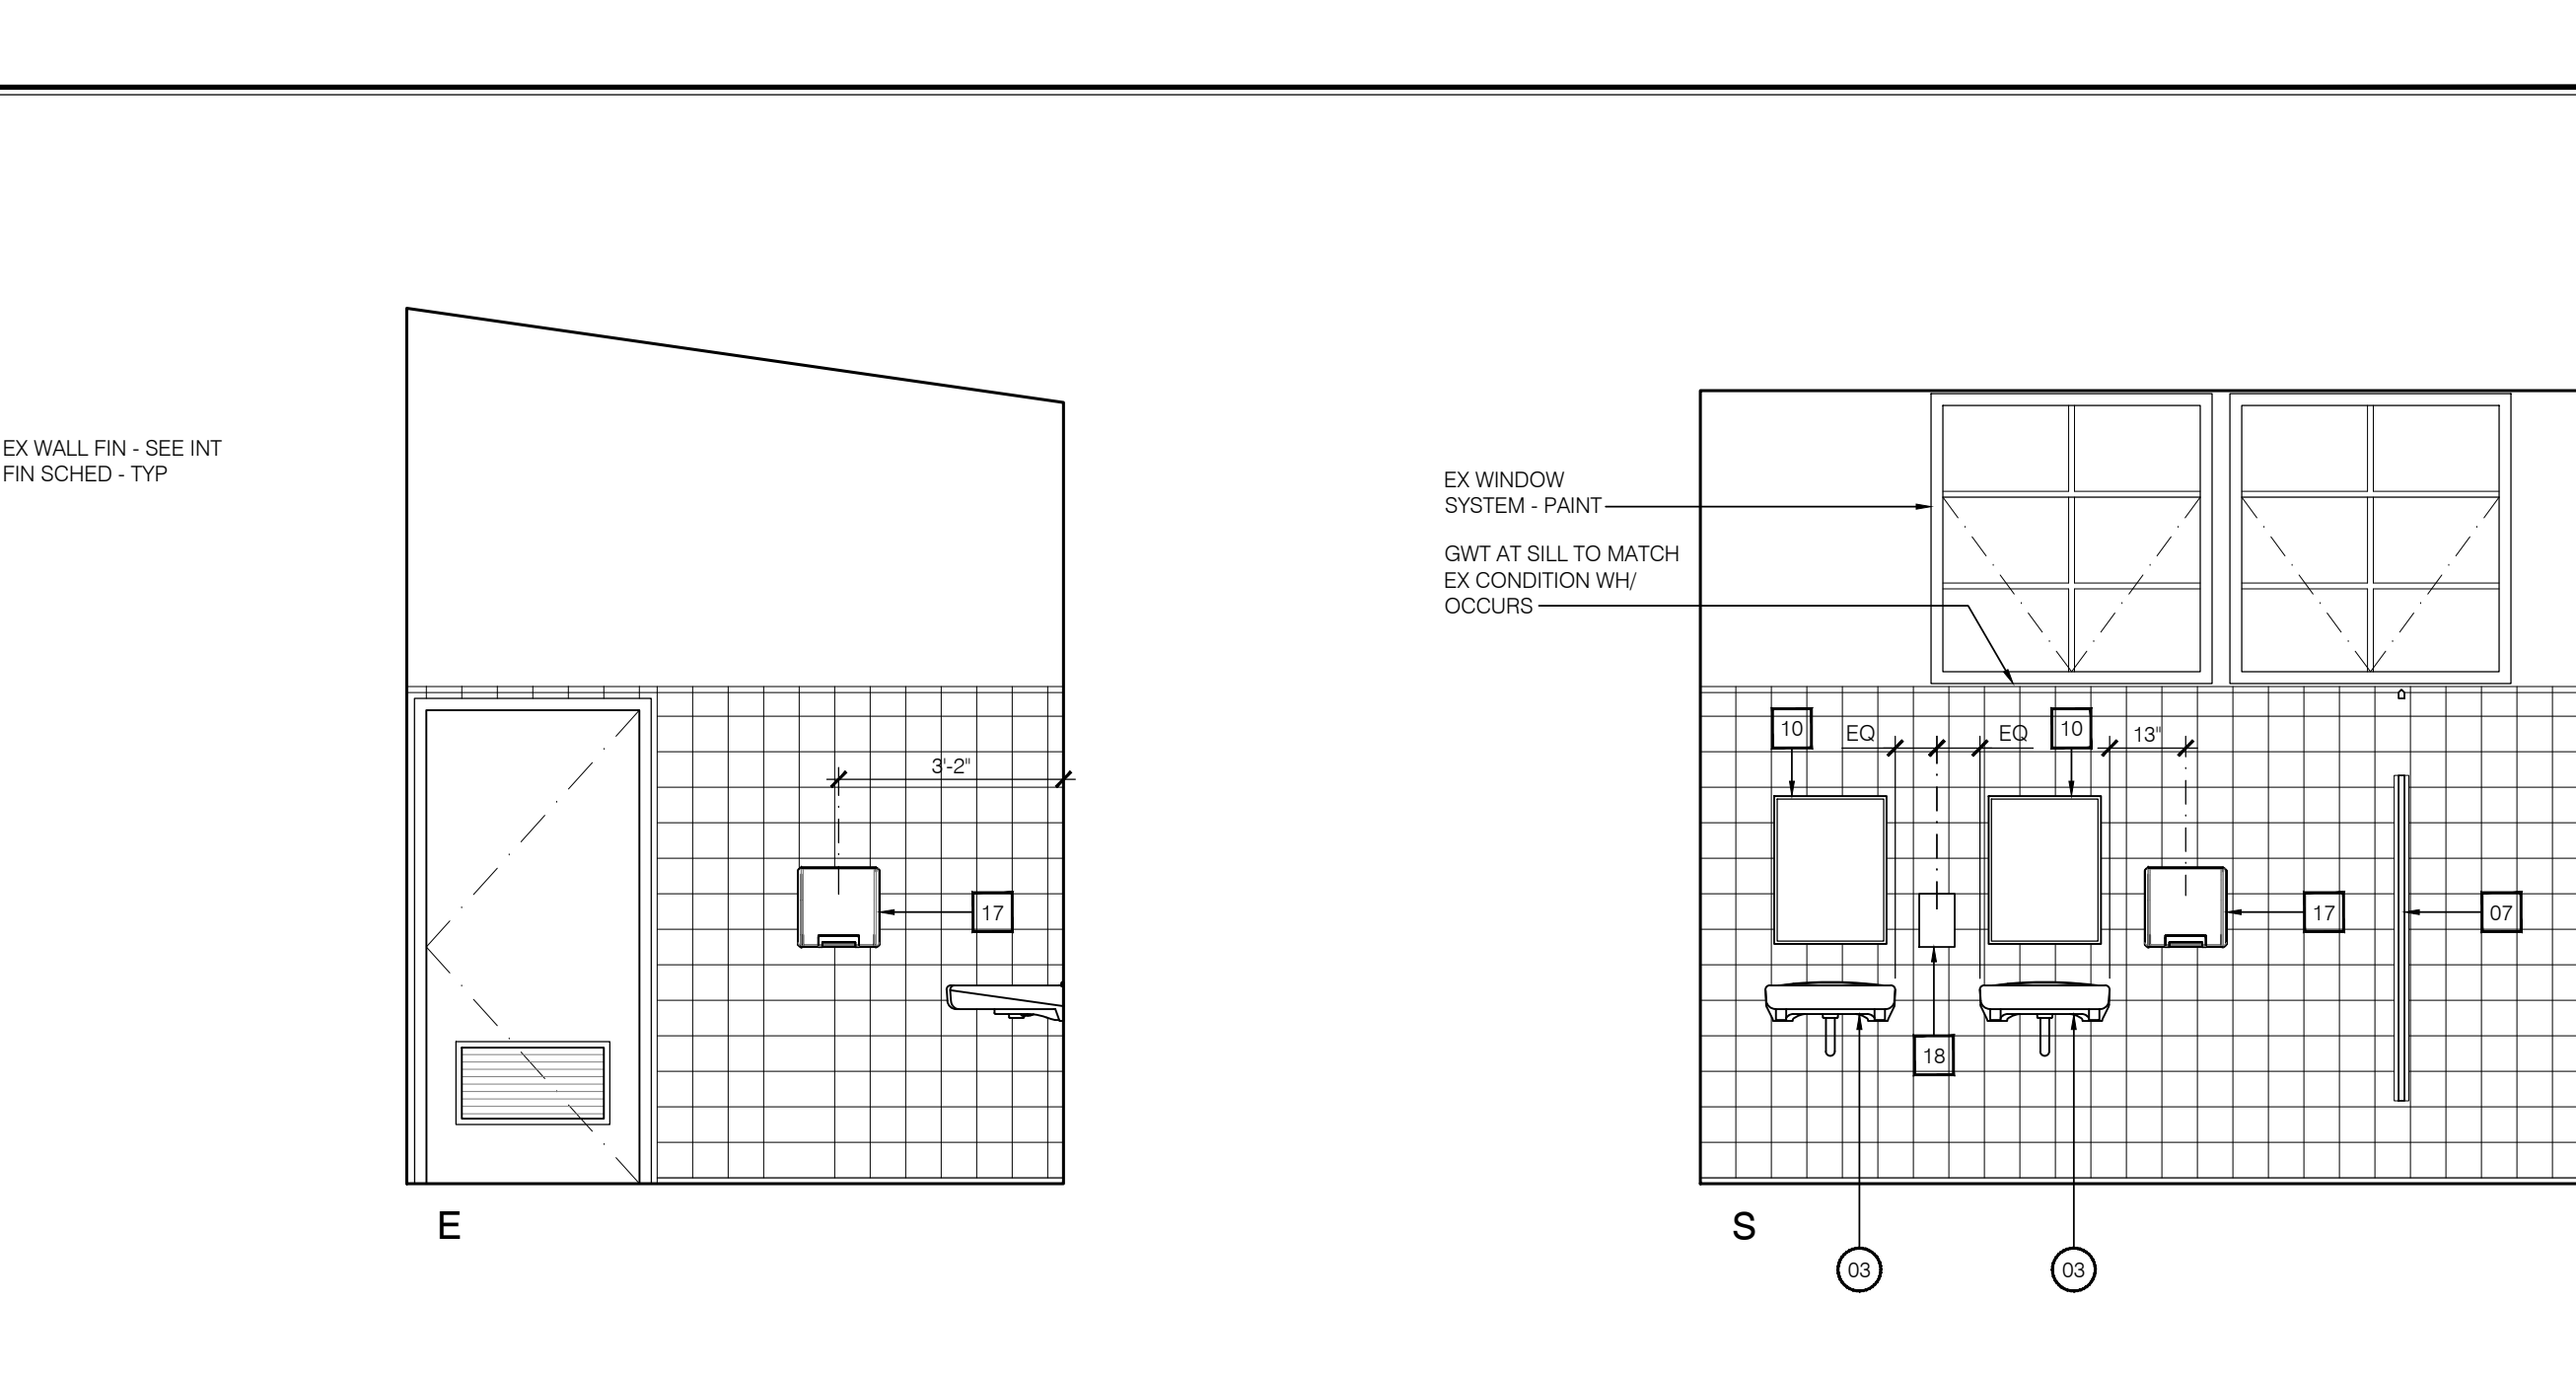 EX WALL FIN - SEE INT
FIN SCHED - TYP
3'-2"
17
E
EX WINDOW
SYSTEM - PAINT
GWT AT SILL TO MATCH
EX CONDITION WH/
OCCURS
10
EQ
EQ
10
13"
17
07
18
S
03
03